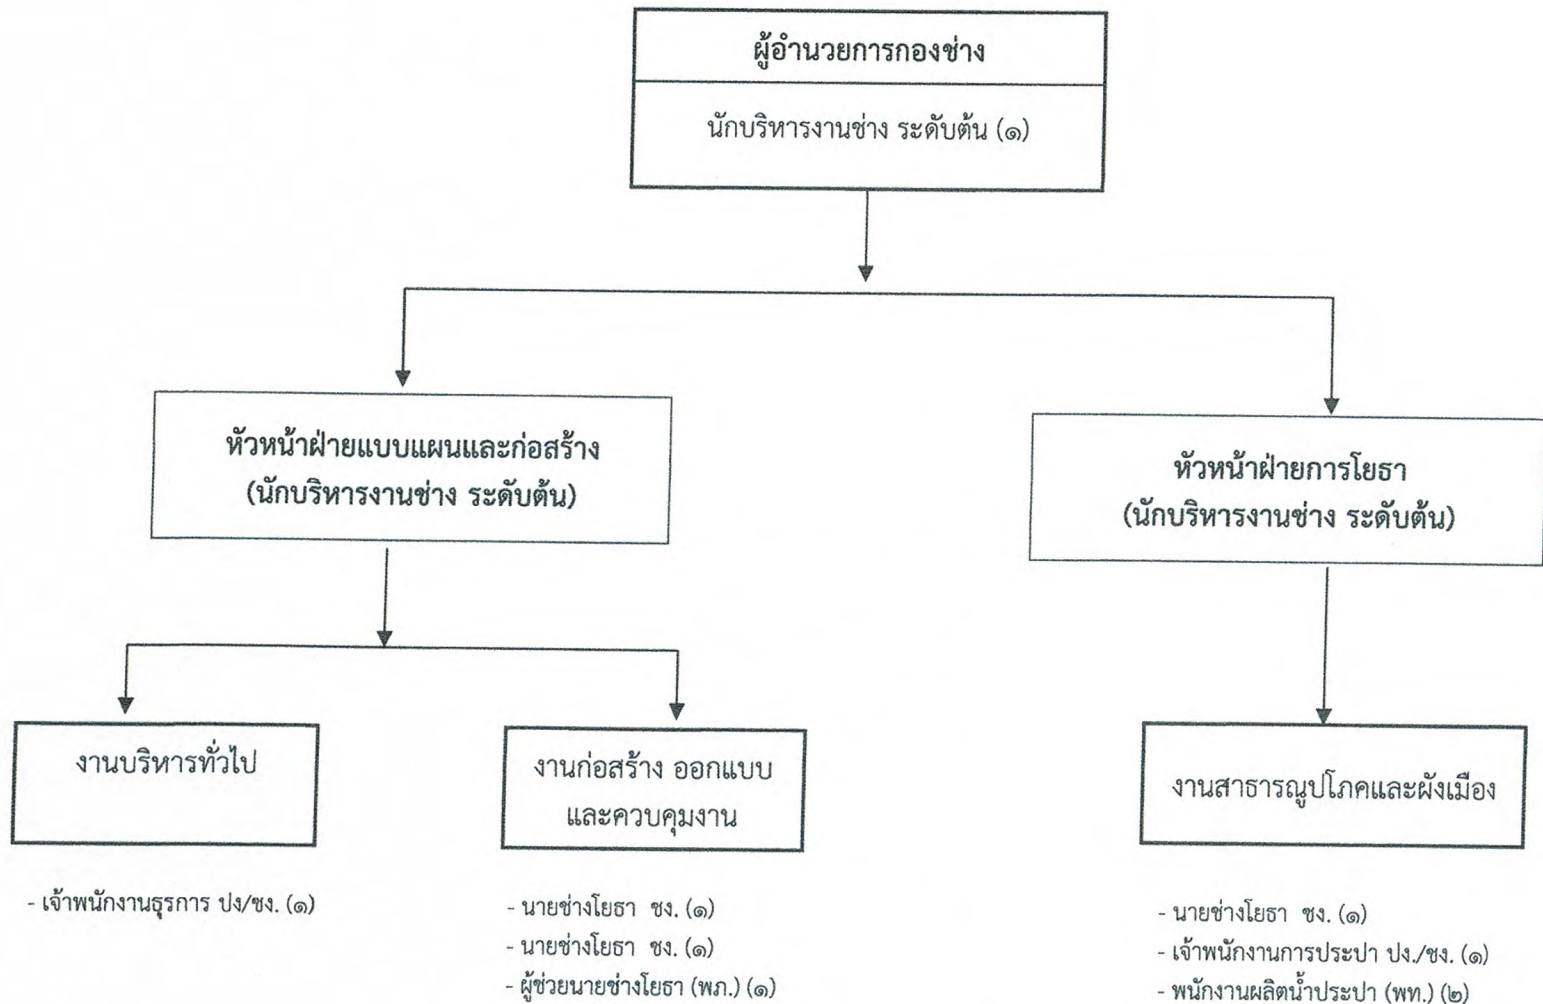 ผู้อำนวยการกองช่าง
นักบริหารงานช่าง ระดับต้น (๑)
หัวหน้าฝ่ายแบบแผนและก่อสร้าง
(นักบริหารงานช่าง ระดับต้น)
หัวหน้าฝ่ายการโยธา
(นักบริหารงานช่าง ระดับต้น)
งานบริหารทั่วไป
- เจ้าพนักงานธุรการ ปง/ชง. (๑)
งานก่อสร้าง ออกแบบ
และควบคุมงาน
- นายช่างโยธา ชง. (๑)
- นายช่างโยธา ชง. (๑)
- ผู้ช่วยนายช่างโยธา (พภ.) (๑)
งานสาธารณูปโภคและผังเมือง
- นายช่างโยธา ชง. (๑)
- เจ้าพนักงานการประปา ปง./ชง. (๑)
- พนักงานผลิตน้ำประปา (พท.) (๒)